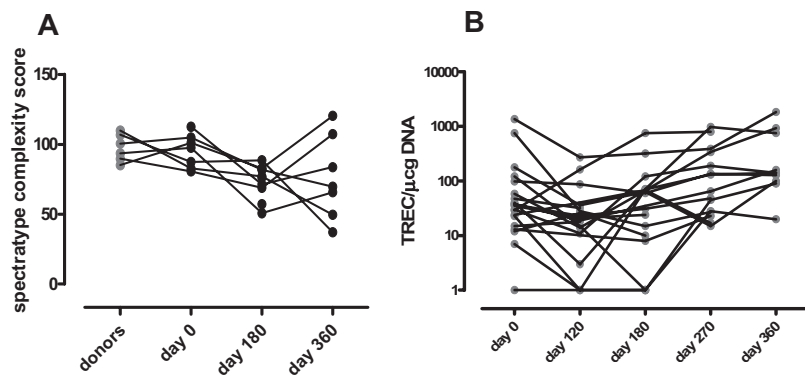 A
spectratype complexity score
150
100
50
0
donors
day 0
day 180
day 360
B
TREC/μcg DNA
10000
1000
100
10
1
day 0
day 120
day 180
day 270
day 360